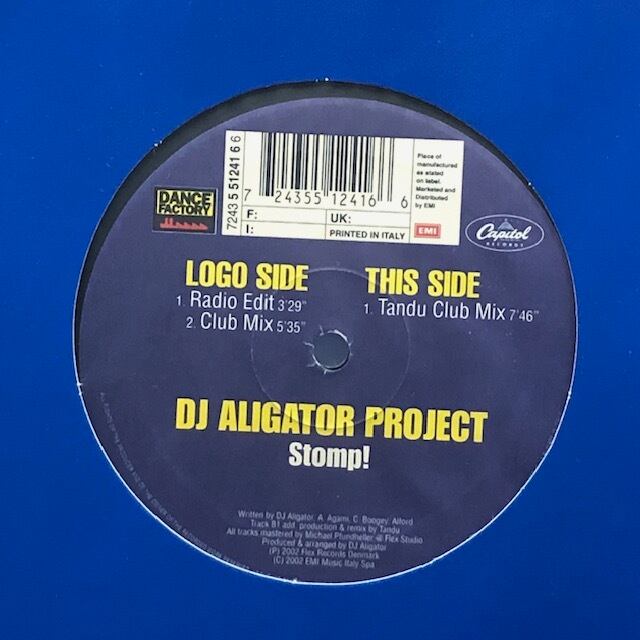 7243 5 51241 6 6
7 24355 12416 6
F: UK:
I: PRINTED IN ITALY
Place of
manufactured
as stated
on label.
Marketed and
Distributed
by EMI
EMI
DANCE
FACTORY
Capitol
RECORDS
LOGO SIDE
1. Radio Edit 3'29"
2. Club Mix 5'35"
THIS SIDE
1. Tandu Club Mix 7'46"
DJ ALIGATOR PROJECT
Stomp!
Written by DJ Aligator, A. Agami, C. Boogey' Alford
Track B1 add. production & remix by Tandu
All tracks mastered by Michael Pfundheller @ Flex Studio
Produced & arranged by DJ Aligator
(P) 2002 Flex Records Denmark
(C) 2002 EMI Music Italy Spa